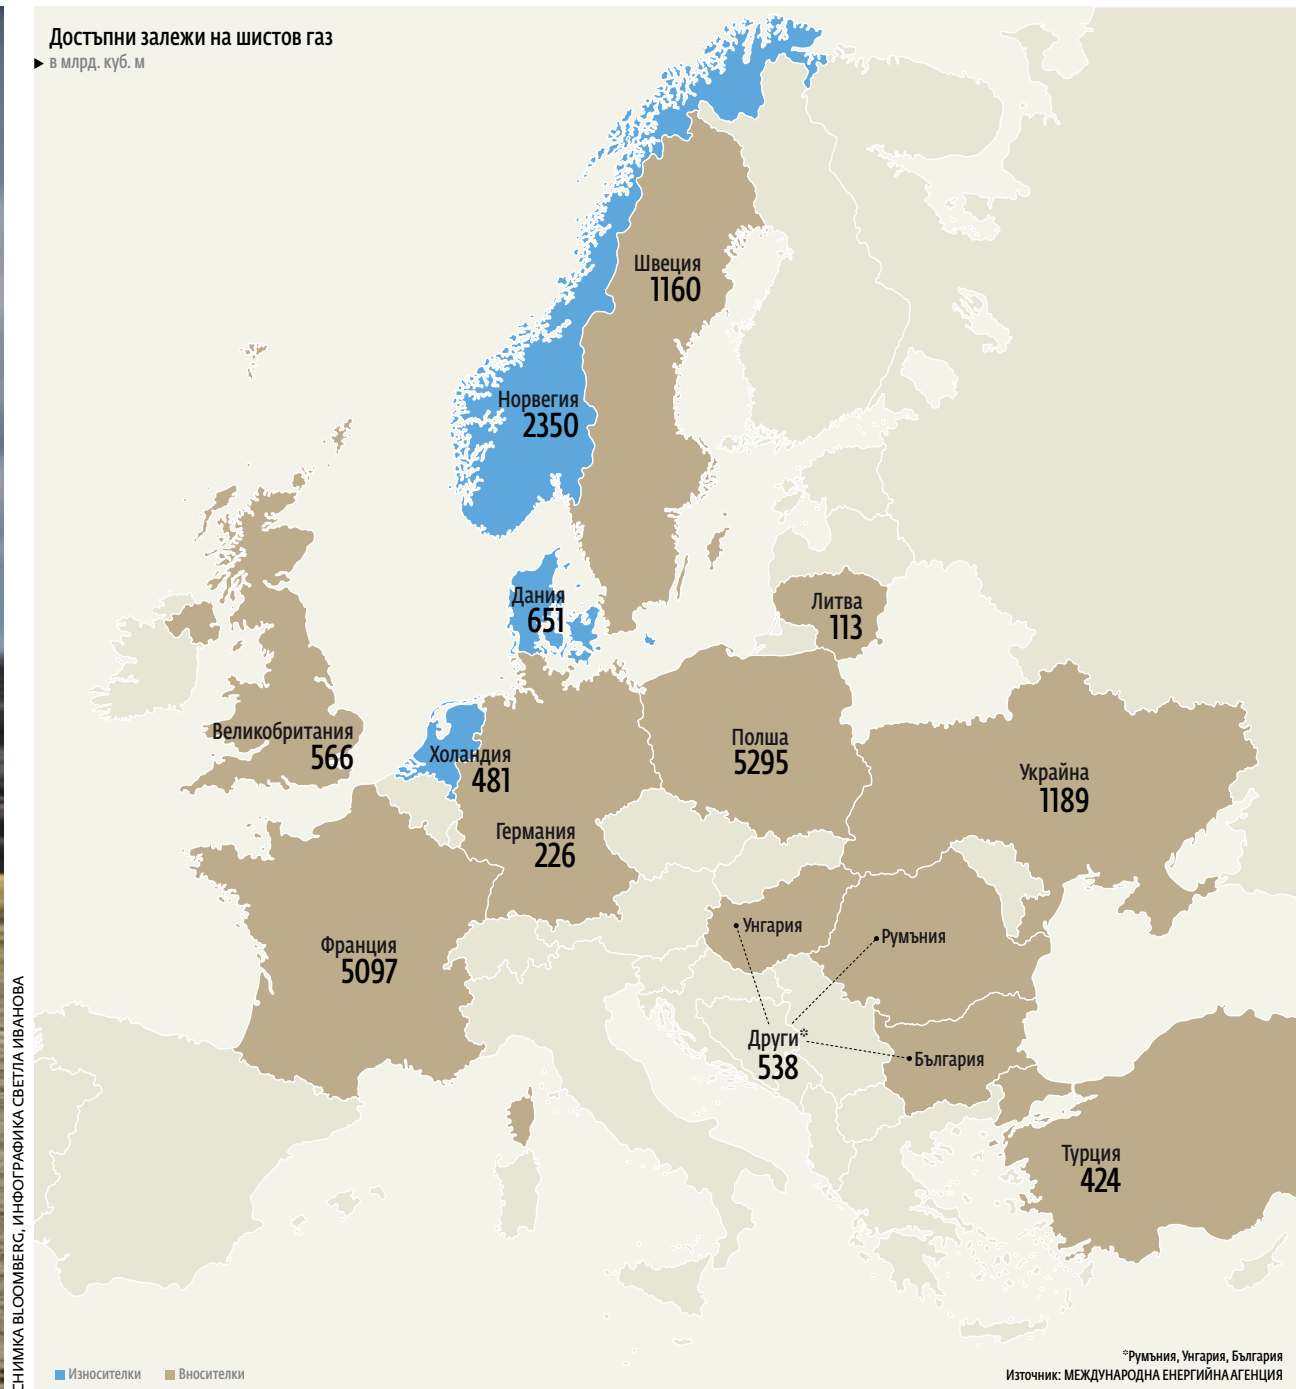 Достъпни залежи на шистов газ
в млрд. куб. м
Швеция
1160
Норвегия
2350
Дания
651
Литва
113
Великобритания
566
Холандия
481
Полша
5295
Украйна
1189
Германия
226
Франция
5097
Унгария
Румъния
Други*
538
България
Турция
424
СНИМКА BLOOMBERG, ИНФОГРАФИКА СВЕТЛА ИВАНОВА
Износителки
Вносителки
*Румъния, Унгария, България
Източник: МЕЖДУНАРОДНА ЕНЕРГИЙНА АГЕНЦИЯ